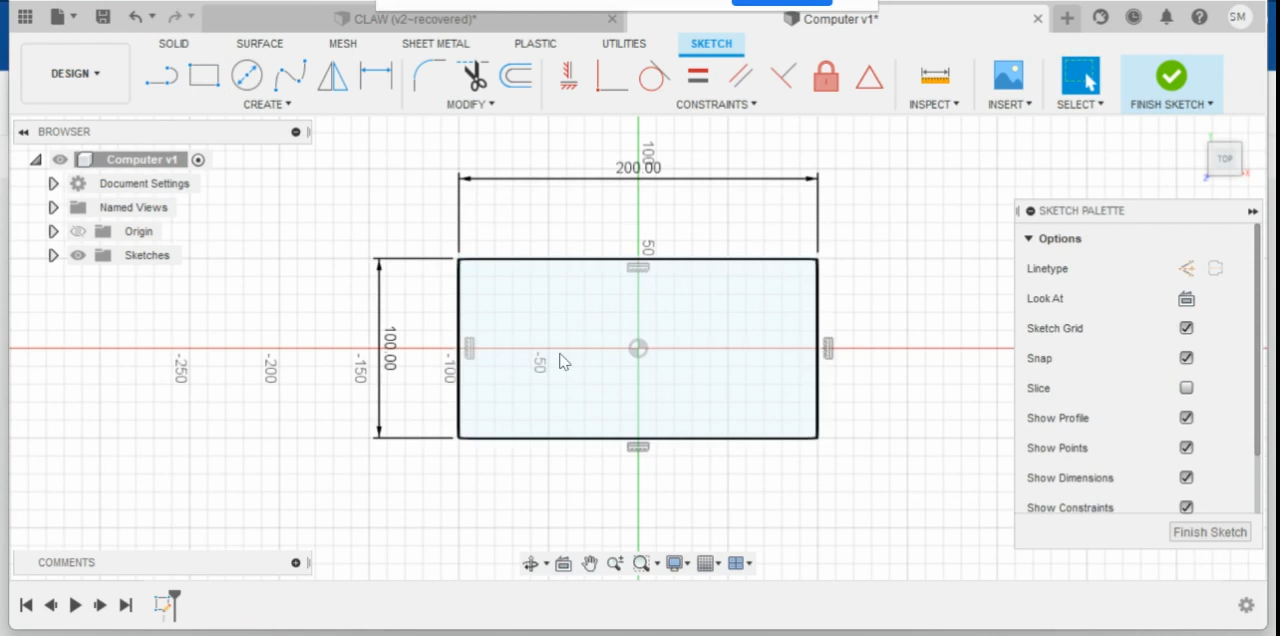 CLAW (v2~recovered)*
Computer v1*
SM
DESIGN
SOLID
SURFACE
MESH
SHEET METAL
PLASTIC
UTILITIES
SKETCH
CREATE
MODIFY
CONSTRAINTS
INSPECT
INSERT
SELECT
FINISH SKETCH
BROWSER
Computer v1
Document Settings
Named Views
Origin
Sketches
100
200.00
50
100.00
-250
-200
-150
-100
-50
TOP
Z
X
SKETCH PALETTE
Options
Linetype
Look At
Sketch Grid
Snap
Slice
Show Profile
Show Points
Show Dimensions
Show Constraints
Finish Sketch
COMMENTS